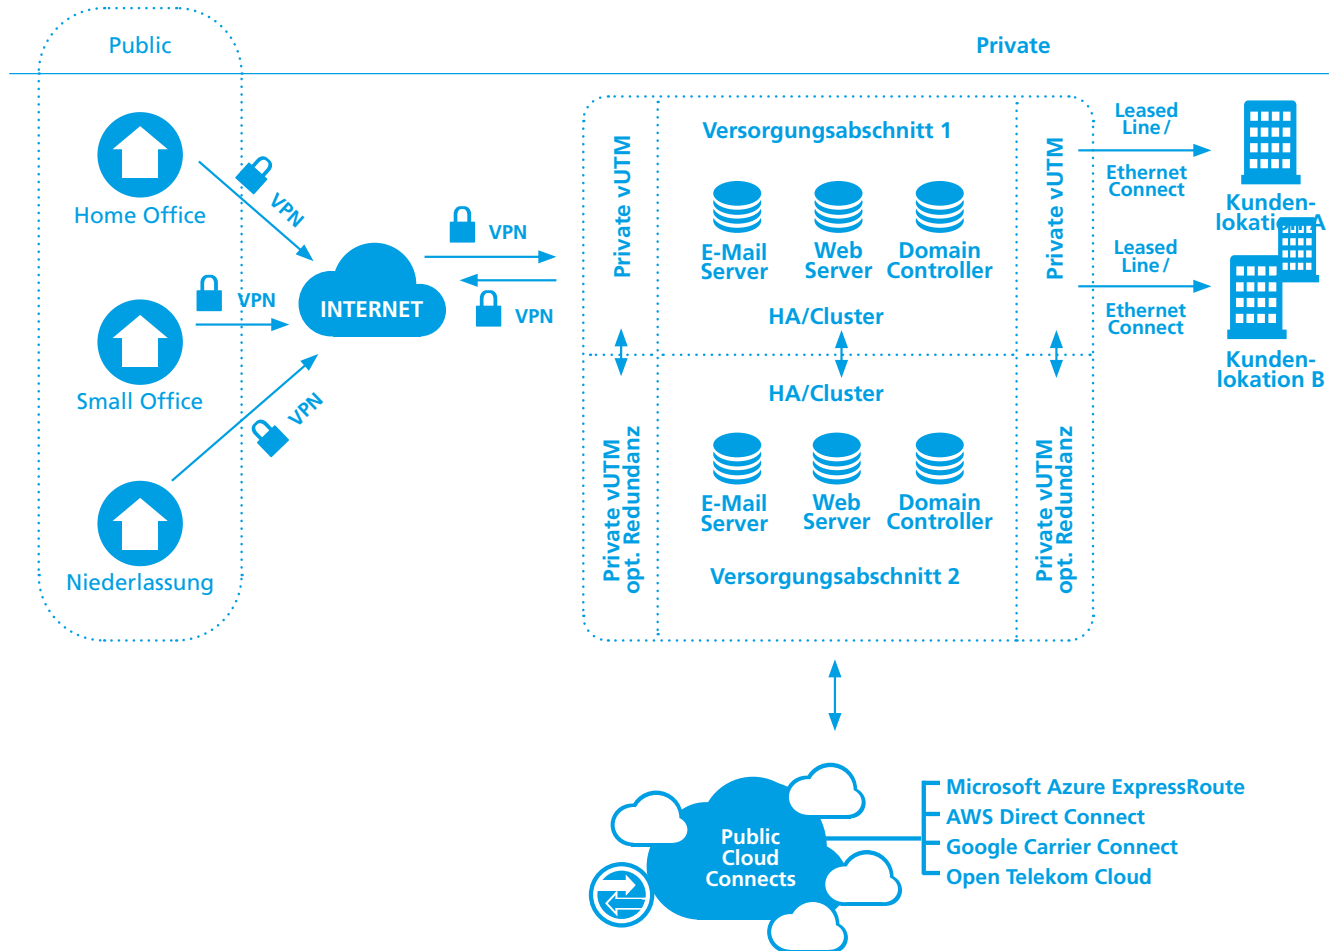 Public
Private
Home Office
VPN
Small Office
VPN
Niederlassung
VPN
INTERNET
VPN
VPN
Private vUTM
Private vUTM
opt. Redundanz
Versorgungsabschnitt 1
E-Mail
Server
Web
Server
Domain
Controller
HA/Cluster
HA/Cluster
E-Mail
Server
Web
Server
Domain
Controller
Versorgungsabschnitt 2
Private vUTM
Private vUTM
opt. Redundanz
Leased
Line /
Ethernet
Connect
Kunden-
lokation A
Leased
Line /
Ethernet
Connect
Kunden-
lokation B
Public
Cloud
Connects
Microsoft Azure ExpressRoute
AWS Direct Connect
Google Carrier Connect
Open Telekom Cloud